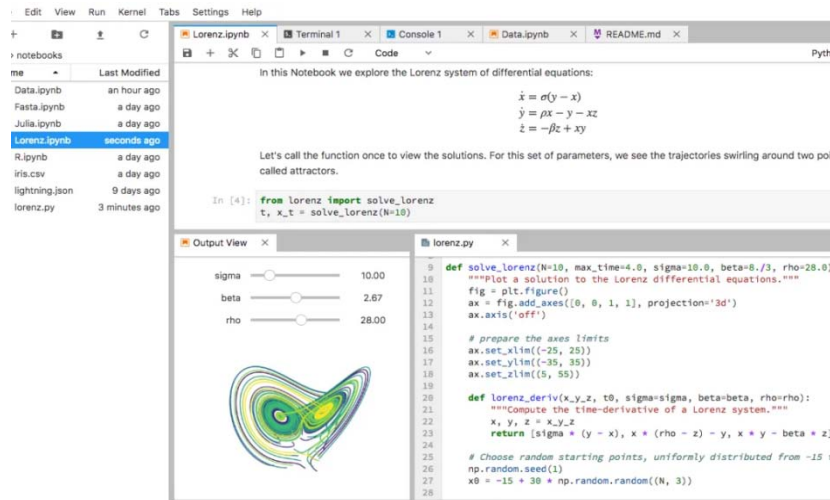 Edit View Run Kernel Tabs Settings Help
Lorenz.ipynb × Terminal 1 × Console 1 × Data.ipynb × README.md ×
Code
notebooks
Last Modified
Data.ipynb an hour ago
Fasta.ipynb a day ago
Julia.ipynb a day ago
Lorenz.ipynb seconds ago
R.ipynb a day ago
iris.csv a day ago
lightning.json 9 days ago
lorenz.py 3 minutes ago
In this Notebook we explore the Lorenz system of differential equations:
ẋ = σ(y − x)
ẏ = ρx − y − xz
ż = −βz + xy
Let's call the function once to view the solutions. For this set of parameters, we see the trajectories swirling around two poi
called attractors.
In [4]: from lorenz import solve_lorenz
t, x_t = solve_lorenz(N=10)
Output View ×
sigma 10.00
beta 2.67
rho 28.00
lorenz.py ×
9 def solve_lorenz(N=10, max_time=4.0, sigma=10.0, beta=8./3, rho=28.0)
10 """Plot a solution to the Lorenz differential equations."""
11 fig = plt.figure()
12 ax = fig.add_axes([0, 0, 1, 1], projection='3d')
13 ax.axis('off')
14
15 # prepare the axes limits
16 ax.set_xlim((-25, 25))
17 ax.set_ylim((-35, 35))
18 ax.set_zlim((5, 55))
19
20 def lorenz_deriv(x_y_z, t0, sigma=sigma, beta=beta, rho=rho):
21 """Compute the time-derivative of a Lorenz system."""
22 x, y, z = x_y_z
23 return [sigma * (y - x), x * (rho - z) - y, x * y - beta * z]
24
25 # Choose random starting points, uniformly distributed from -15
26 np.random.seed(1)
27 x0 = -15 + 30 * np.random.random((N, 3))
28